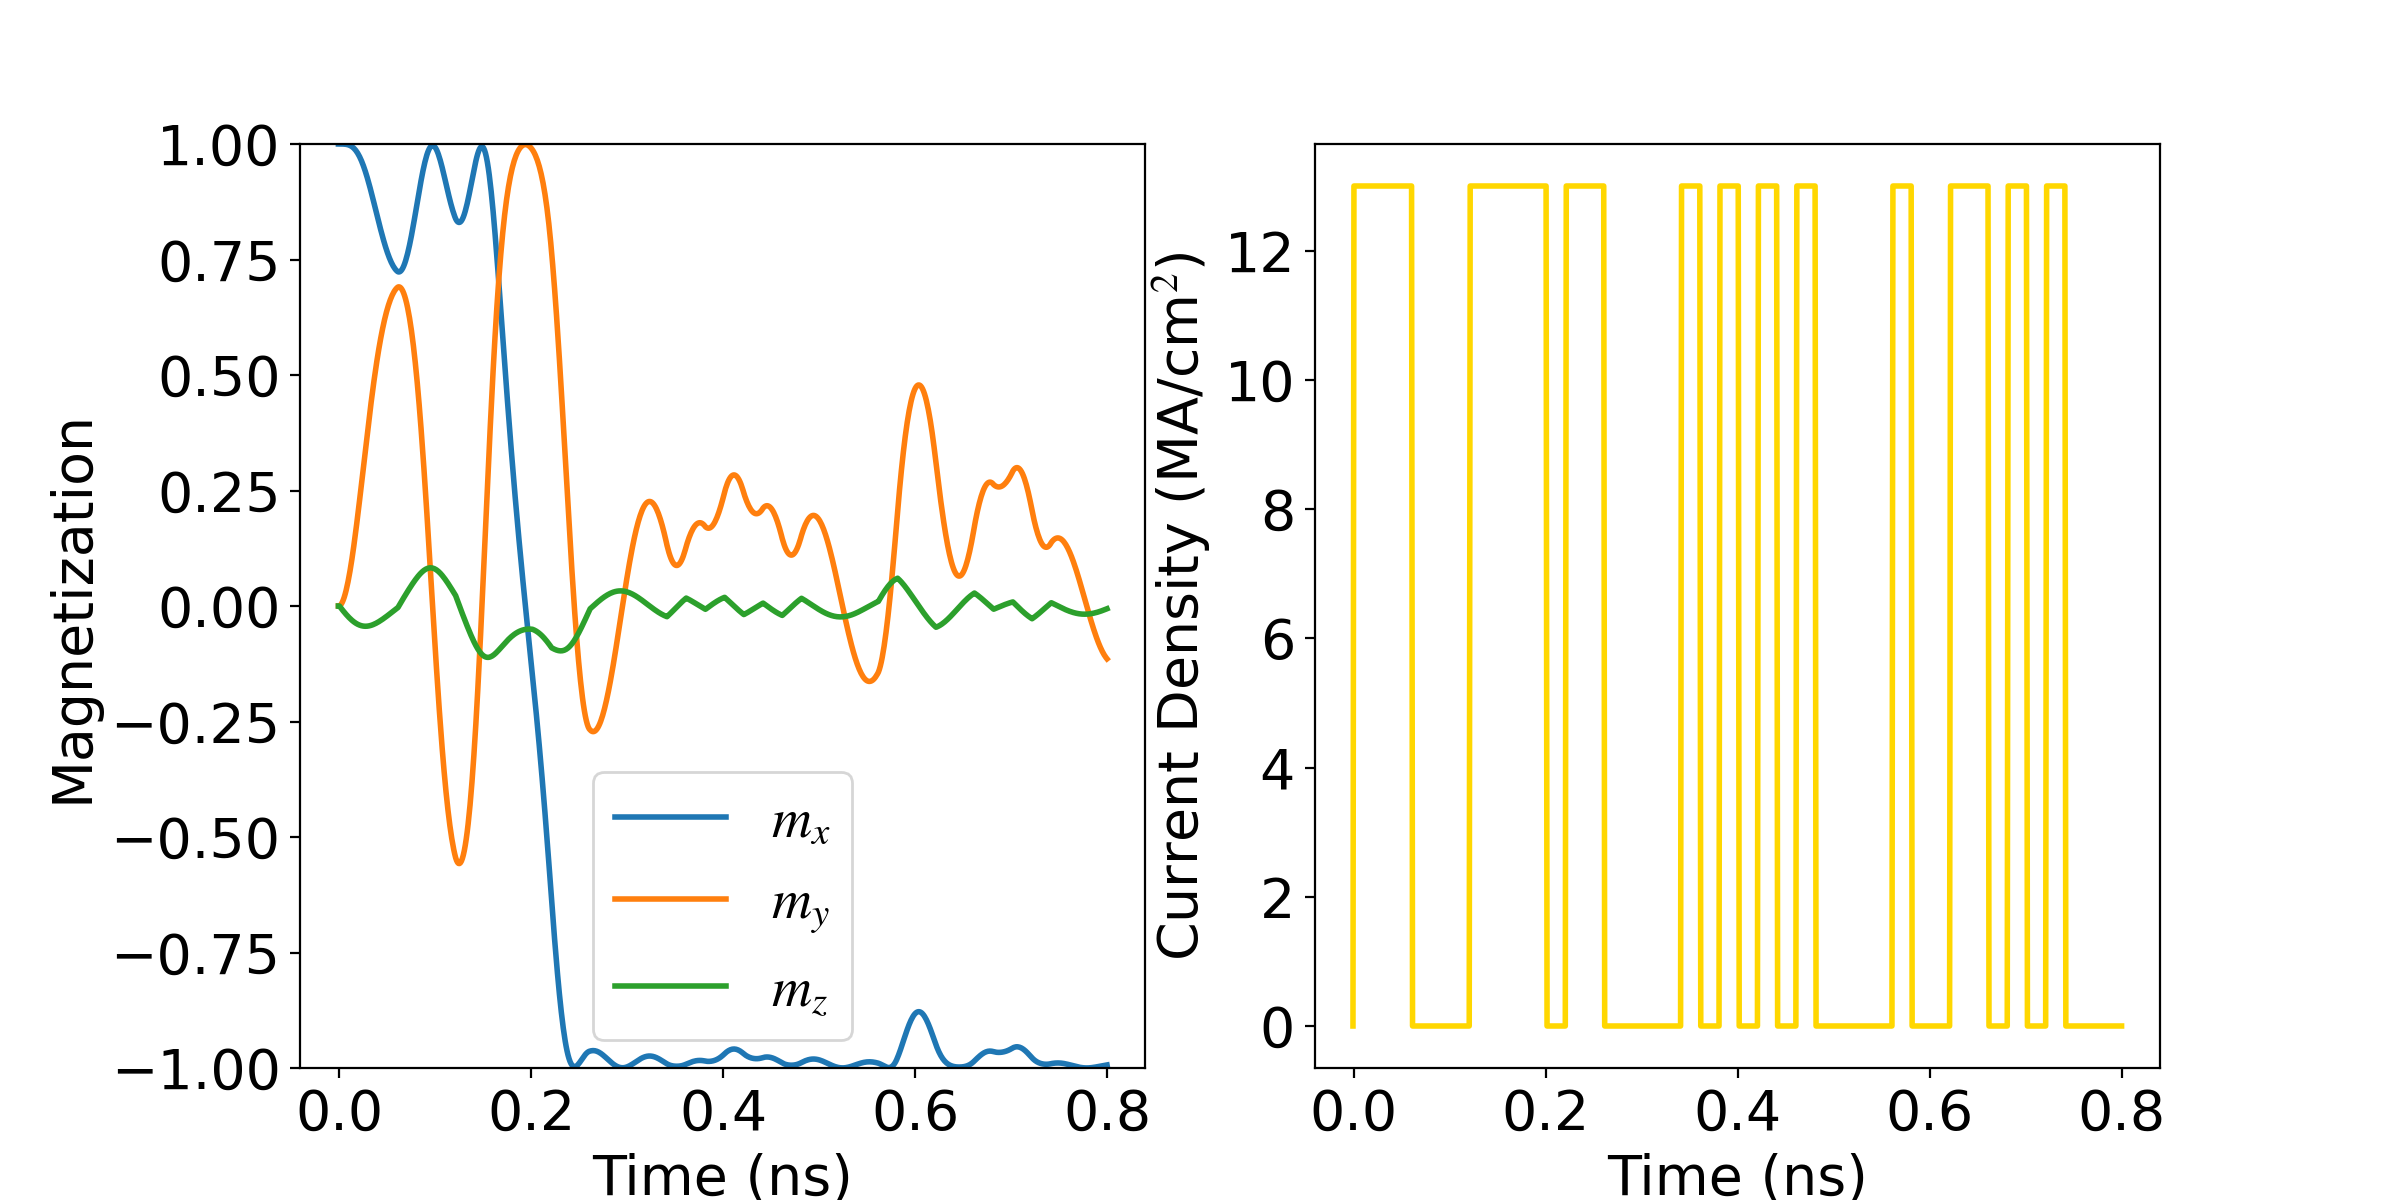 Magnetization
1.00
0.75
0.50
0.25
0.00
−0.25
−0.50
−0.75
−1.00
m_x
m_y
m_z
0.0 0.2 0.4 0.6 0.8
Time (ns)
Current Density (MA/cm²)
12
10
8
6
4
2
0
0.0 0.2 0.4 0.6 0.8
Time (ns)